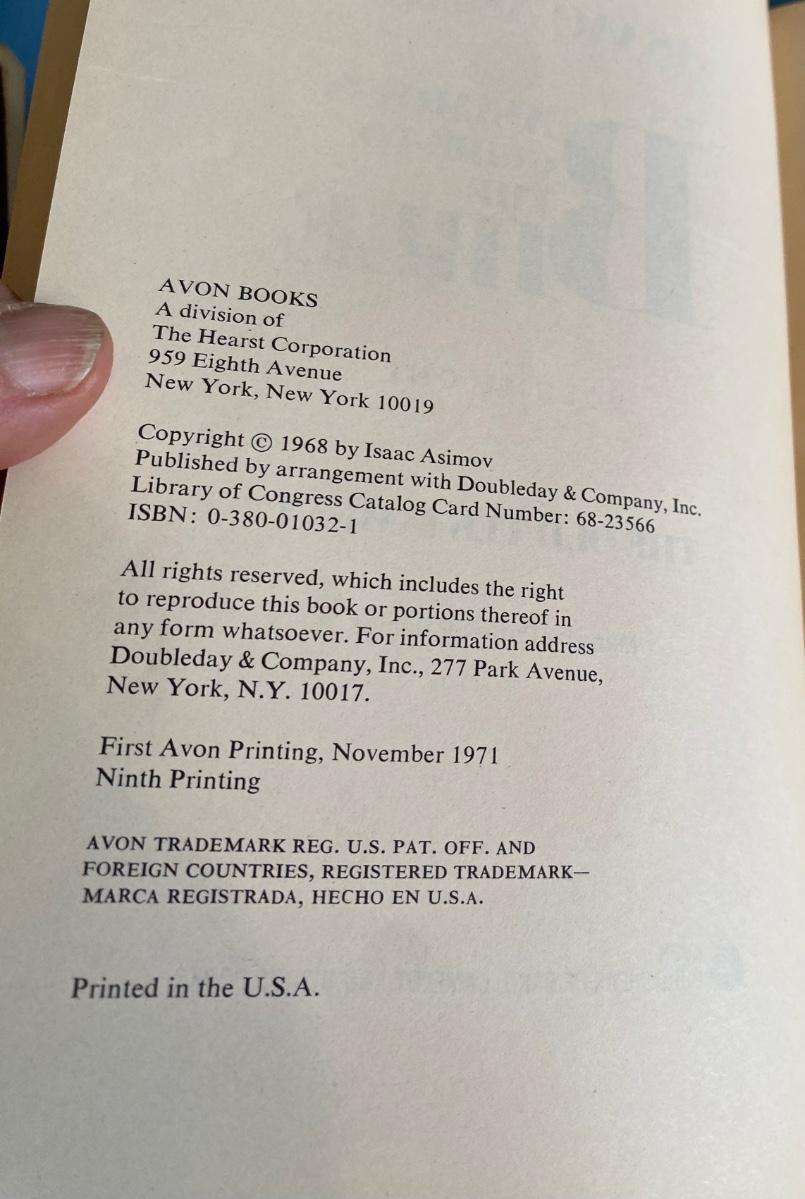 AVON BOOKS
A division of
The Hearst Corporation
959 Eighth Avenue
New York, New York 10019
Copyright © 1968 by Isaac Asimov
Published by arrangement with Doubleday & Company, Inc.
Library of Congress Catalog Card Number: 68-23566
ISBN: 0-380-01032-1
All rights reserved, which includes the right
to reproduce this book or portions thereof in
any form whatsoever. For information address
Doubleday & Company, Inc., 277 Park Avenue,
New York, N.Y. 10017.
First Avon Printing, November 1971
Ninth Printing
AVON TRADEMARK REG. U.S. PAT. OFF. AND
FOREIGN COUNTRIES, REGISTERED TRADEMARK—
MARCA REGISTRADA, HECHO EN U.S.A.
Printed in the U.S.A.